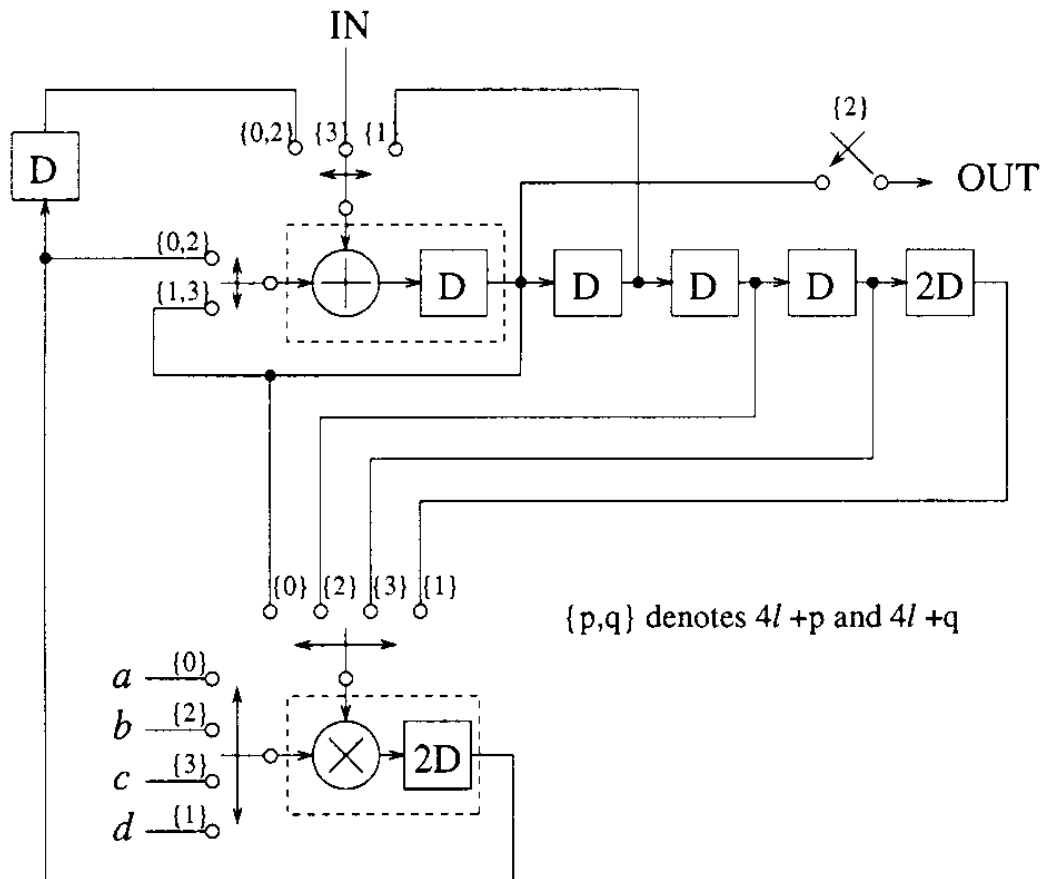 IN
{0,2} {3} {1}
{2}
D
OUT
{0,2}
{1,3}
D D D D 2D
{0} {2} {3} {1}
{p,q} denotes 4l +p and 4l +q
a {0}
b {2}
c {3}
d {1}
2D